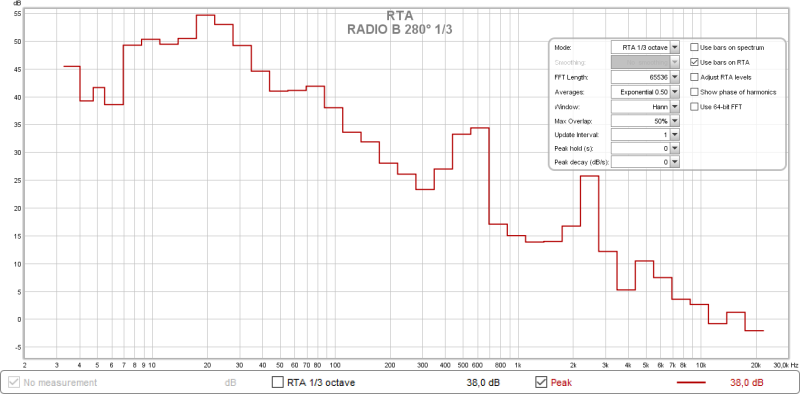 dB
RTA
RADIO B 280° 1/3
55
50
45
40
35
30
25
20
15
10
5
0
-5
Mode: RTA 1/3 octave Use bars on spectrum
Smoothing: Use bars on RTA
FFT Length: 65536 Adjust RTA levels
Averages: Exponential 0,50 Show phase of harmonics
Window: Hann Use 64-bit FFT
Max Overlap: 50%
Update Interval: 1
Peak hold (s): 0
Peak decay (dB/s): 0
2 3 4 5 6 7 8 9 10 20 30 40 50 60 70 80 100 200 300 400 500 600 800 1k 2k 3k 4k 5k 6k 7k 8k 10k 20k 30,0k Hz
No measurement dB RTA 1/3 octave 38,0 dB Peak 38,0 dB